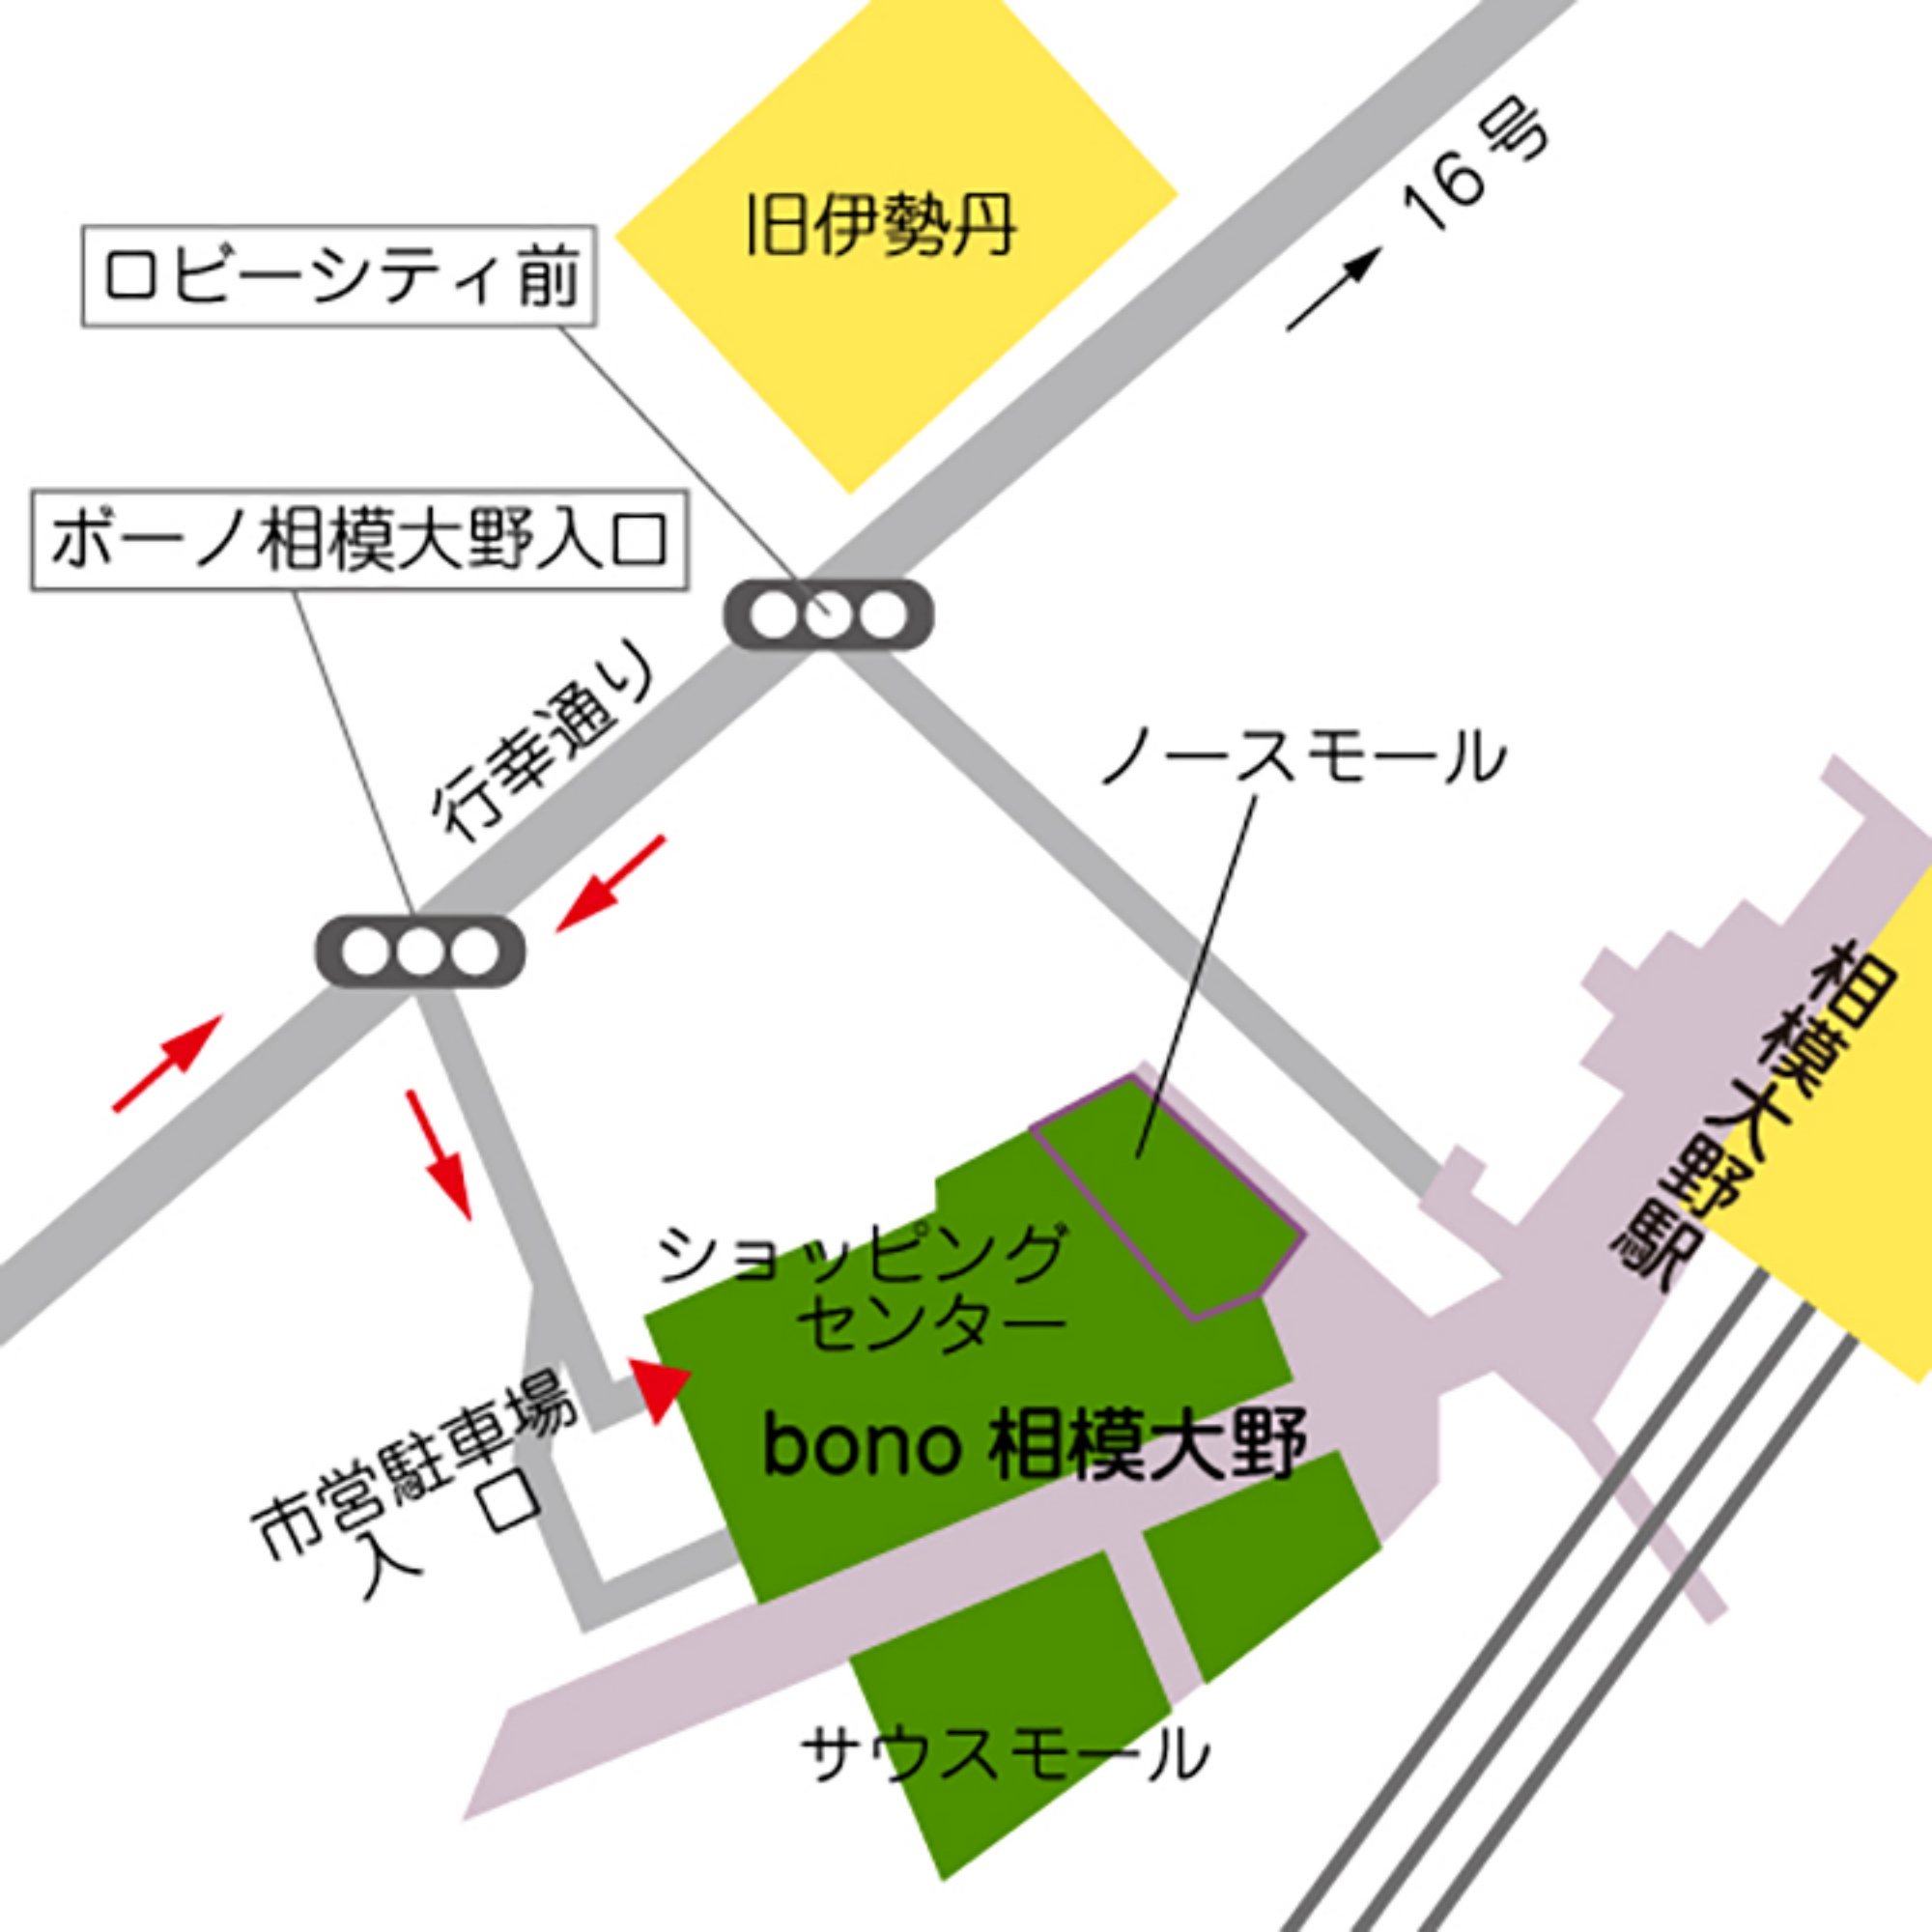 16号
旧伊勢丹
ロビーシティ前
ボーノ相模大野入口
行幸通り
ノースモール
相模大野駅
ショッピング
センター
bono 相模大野
市営駐車場
入口
サウスモール